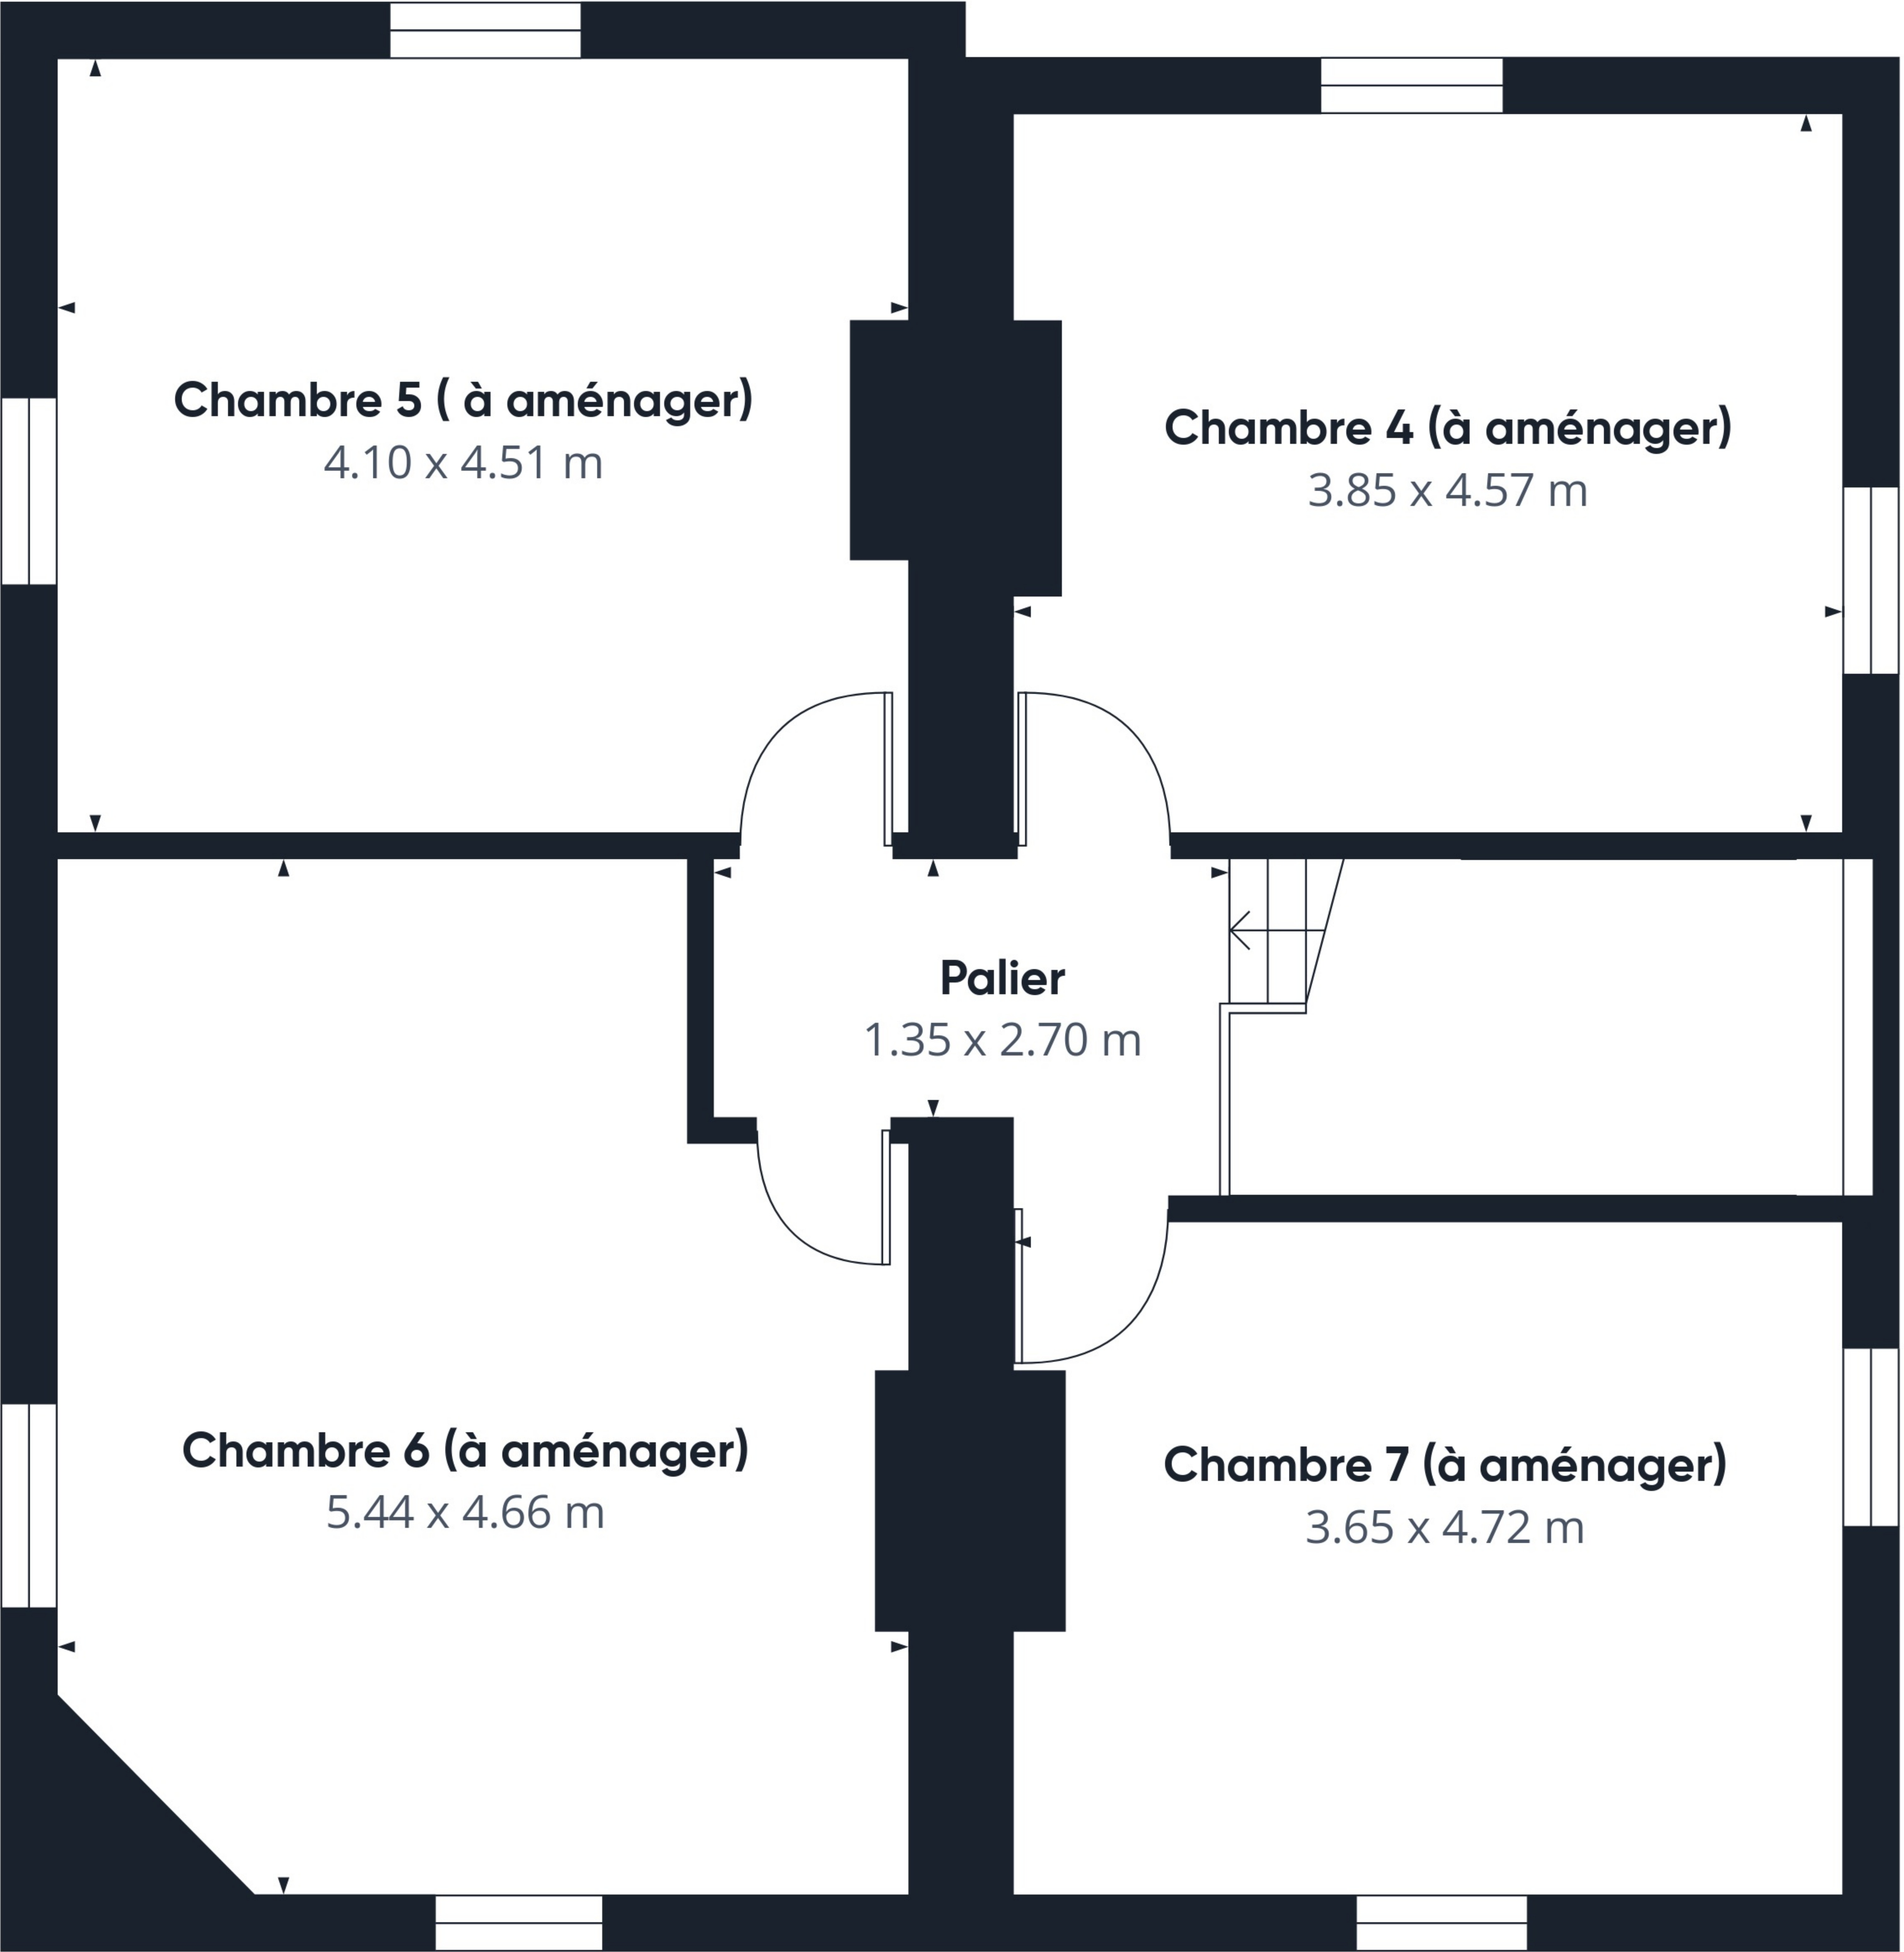 Chambre 5 ( à aménager)
4.10 x 4.51 m
Chambre 4 (à aménager)
3.85 x 4.57 m
Palier
1.35 x 2.70 m
Chambre 6 (à aménager)
5.44 x 4.66 m
Chambre 7 (à aménager)
3.65 x 4.72 m